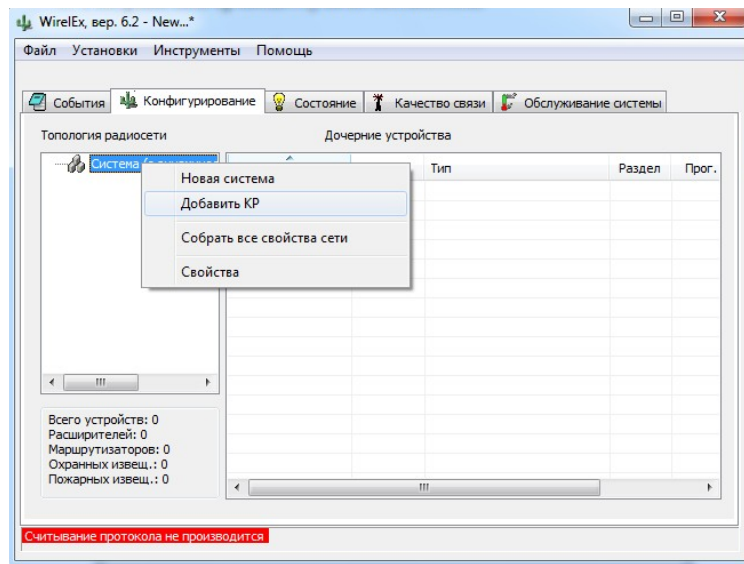 WirelEx, вер. 6.2 - New...*
Файл Установки Инструменты Помощь
События Конфигурирование Состояние Качество связи Обслуживание системы
Топология радиосети Дочерние устройства
Система Тип Раздел Прог.
Новая система
Добавить КР
Собрать все свойства сети
Свойства
Всего устройств: 0
Расширителей: 0
Маршрутизаторов: 0
Охранных извещ.: 0
Пожарных извещ.: 0
Считывание протокола не производится